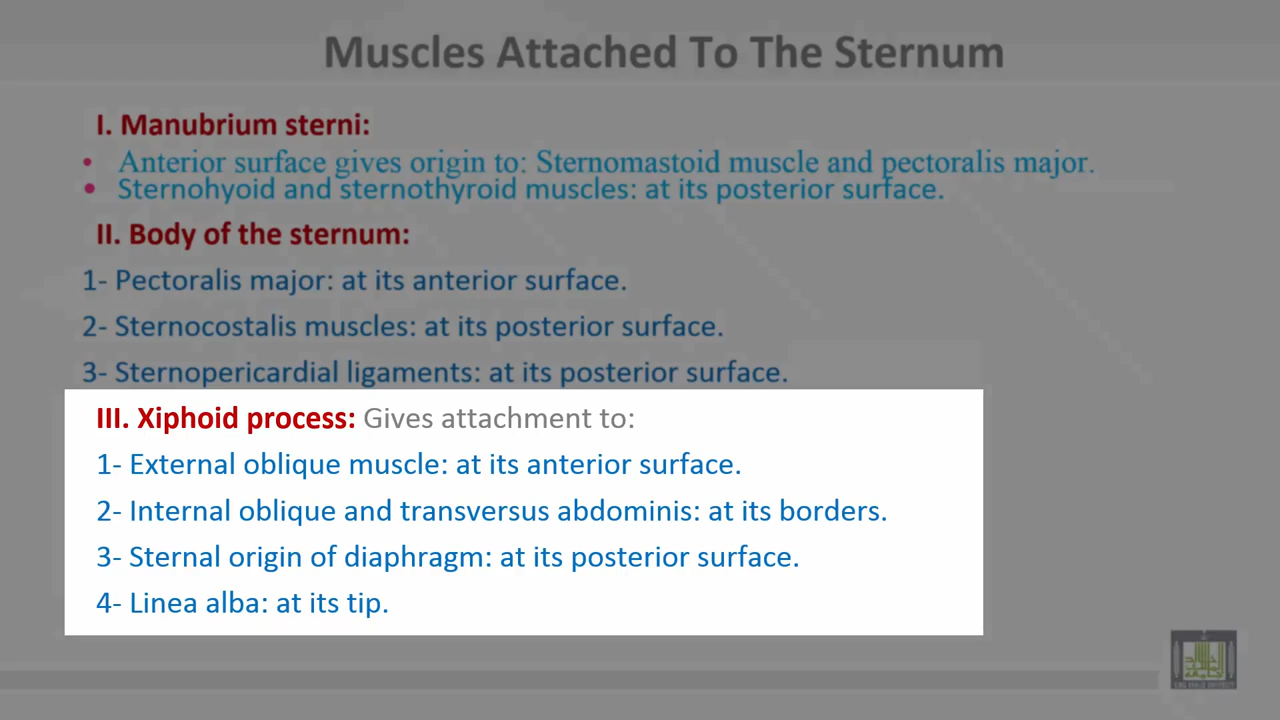 Muscles Attached To The Sternum
I. Manubrium sterni:
• Anterior surface gives origin to: Sternomastoid muscle and pectoralis major.
• Sternohyoid and sternothyroid muscles: at its posterior surface.
II. Body of the sternum:
1- Pectoralis major: at its anterior surface.
2- Sternocostalis muscles: at its posterior surface.
3- Sternopericardial ligaments: at its posterior surface.
III. Xiphoid process: Gives attachment to:
1- External oblique muscle: at its anterior surface.
2- Internal oblique and transversus abdominis: at its borders.
3- Sternal origin of diaphragm: at its posterior surface.
4- Linea alba: at its tip.